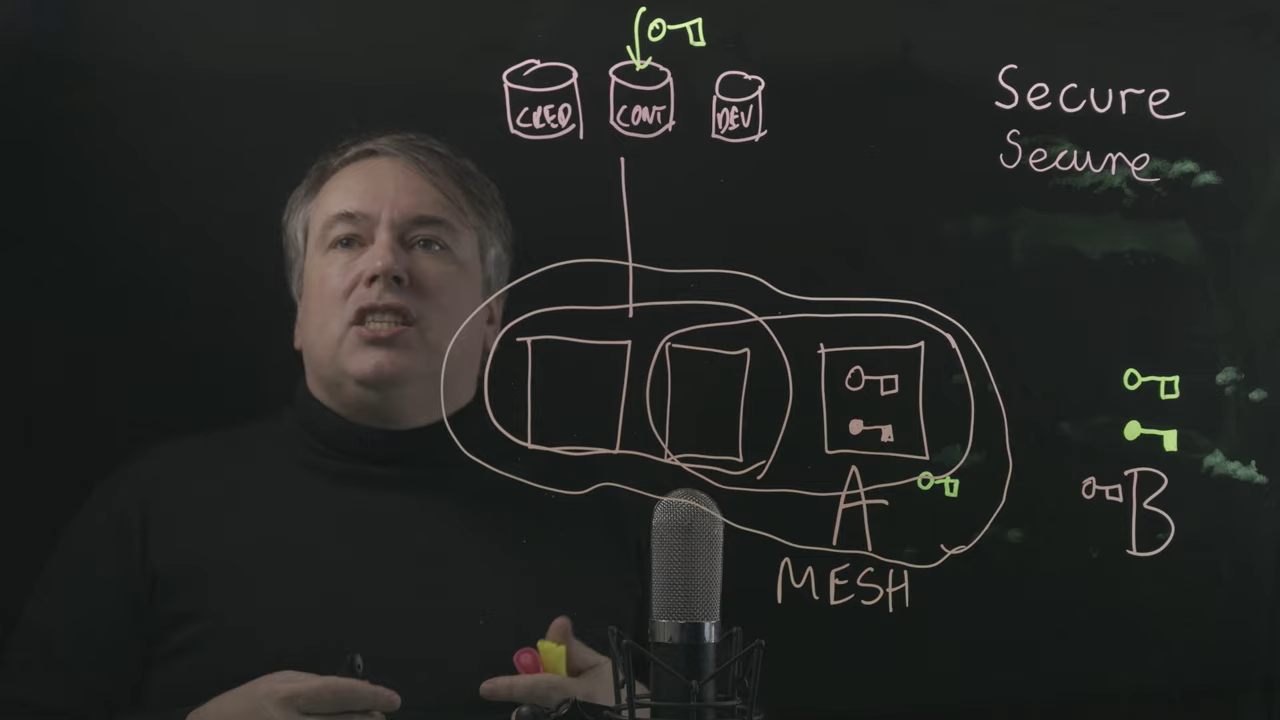 CRED CONT DEV
Secure
Secure
A
B
MESH